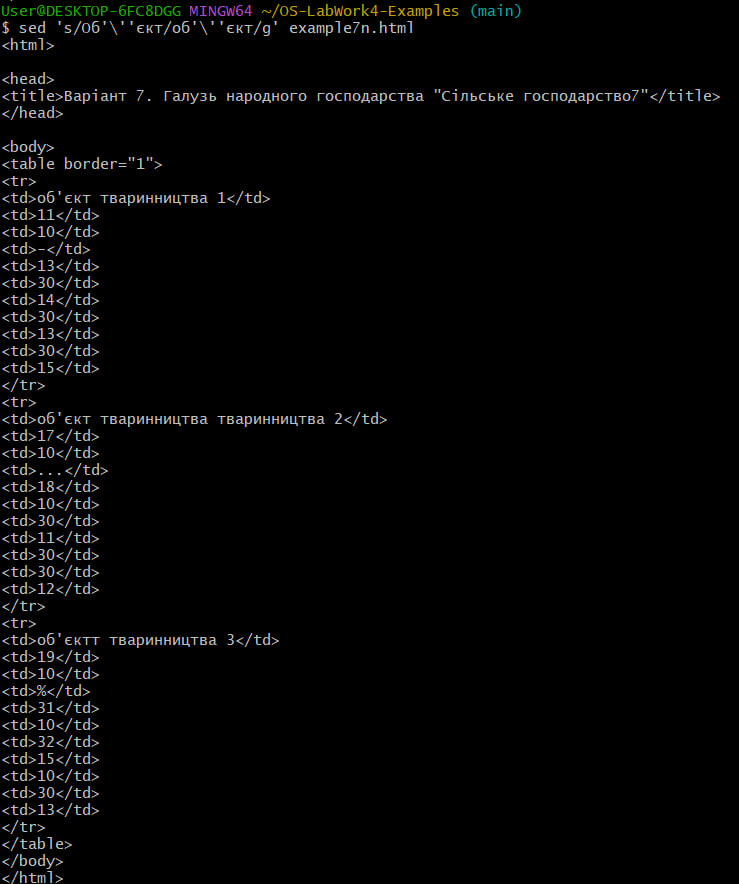 User@DESKTOP-6FC8DGG MINGW64 ~/OS-LabWork4-Examples (main)
$ sed 's/Об'\''єкт/об'\''єкт/g' example7n.html
<html>

<head>
<title>Варіант 7. Галузь народного господарства "Сільське господарство7"</title>
</head>

<body>
<table border="1">
<tr>
<td>об'єкт тваринництва 1</td>
<td>11</td>
<td>10</td>
<td>-</td>
<td>13</td>
<td>30</td>
<td>14</td>
<td>30</td>
<td>13</td>
<td>30</td>
<td>15</td>
</tr>
<tr>
<td>об'єкт тваринництва тваринництва 2</td>
<td>17</td>
<td>10</td>
<td>...</td>
<td>18</td>
<td>10</td>
<td>30</td>
<td>11</td>
<td>30</td>
<td>30</td>
<td>12</td>
</tr>
<tr>
<td>об'єктт тваринництва 3</td>
<td>19</td>
<td>10</td>
<td>%</td>
<td>31</td>
<td>10</td>
<td>32</td>
<td>15</td>
<td>10</td>
<td>30</td>
<td>13</td>
</tr>
</table>
</body>
</html>